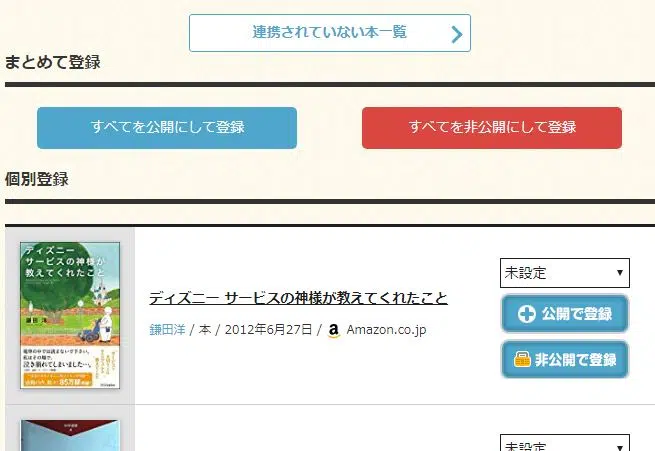 連携されていない本一覧
まとめて登録
すべてを公開にして登録
すべてを非公開にして登録
個別登録
ディズニー
サービスの神様が
教えてくれたこと
鎌田 洋
電車の中では読まないで下さい。
私はその場で、
泣き崩れてしまいました…。
ディズニー サービスの神様が教えてくれたこと
鎌田洋 / 本 / 2012年6月27日 / Amazon.co.jp
未設定
公開で登録
非公開で登録
未設定